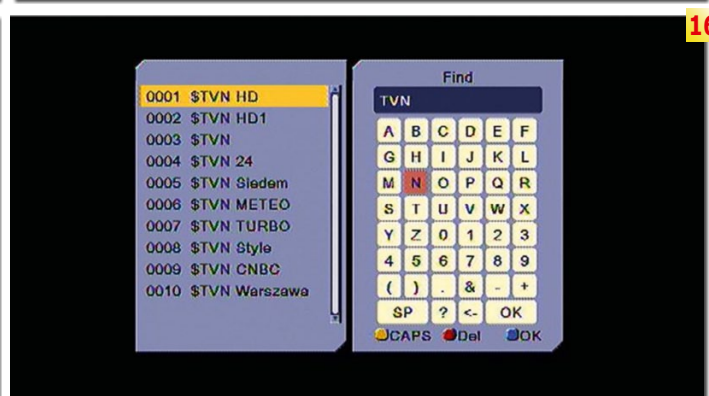 16
0001 $TVN HD
0002 $TVN HD1
0003 $TVN
0004 $TVN 24
0005 $TVN Siedem
0006 $TVN METEO
0007 $TVN TURBO
0008 $TVN Style
0009 $TVN CNBC
0010 $TVN Warszawa
Find
TVN
A B C D E F
G H I J K L
M N O P Q R
S T U V W X
Y Z 0 1 2 3
4 5 6 7 8 9
( ) . & - +
SP ? <- OK
CAPS Del OK